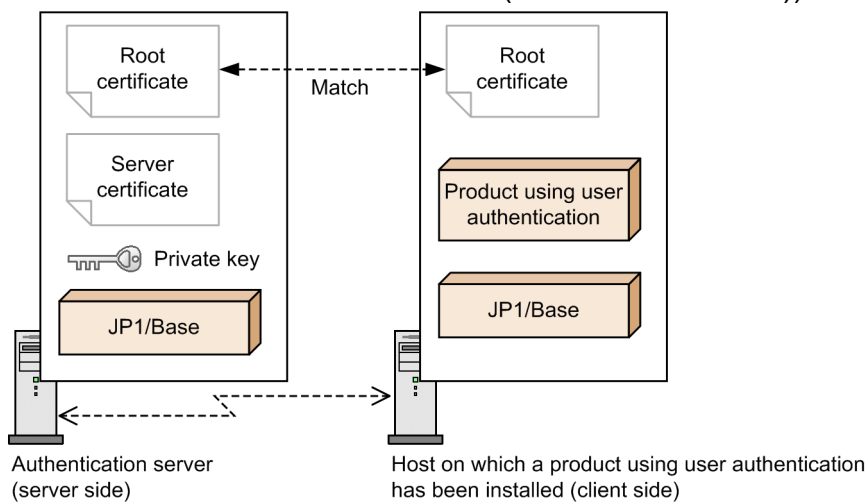 Root
certificate
Match
Root
certificate
Server
certificate
Product using user
authentication
Private key
JP1/Base
JP1/Base
Authentication server
(server side)
Host on which a product using user authentication
has been installed (client side)